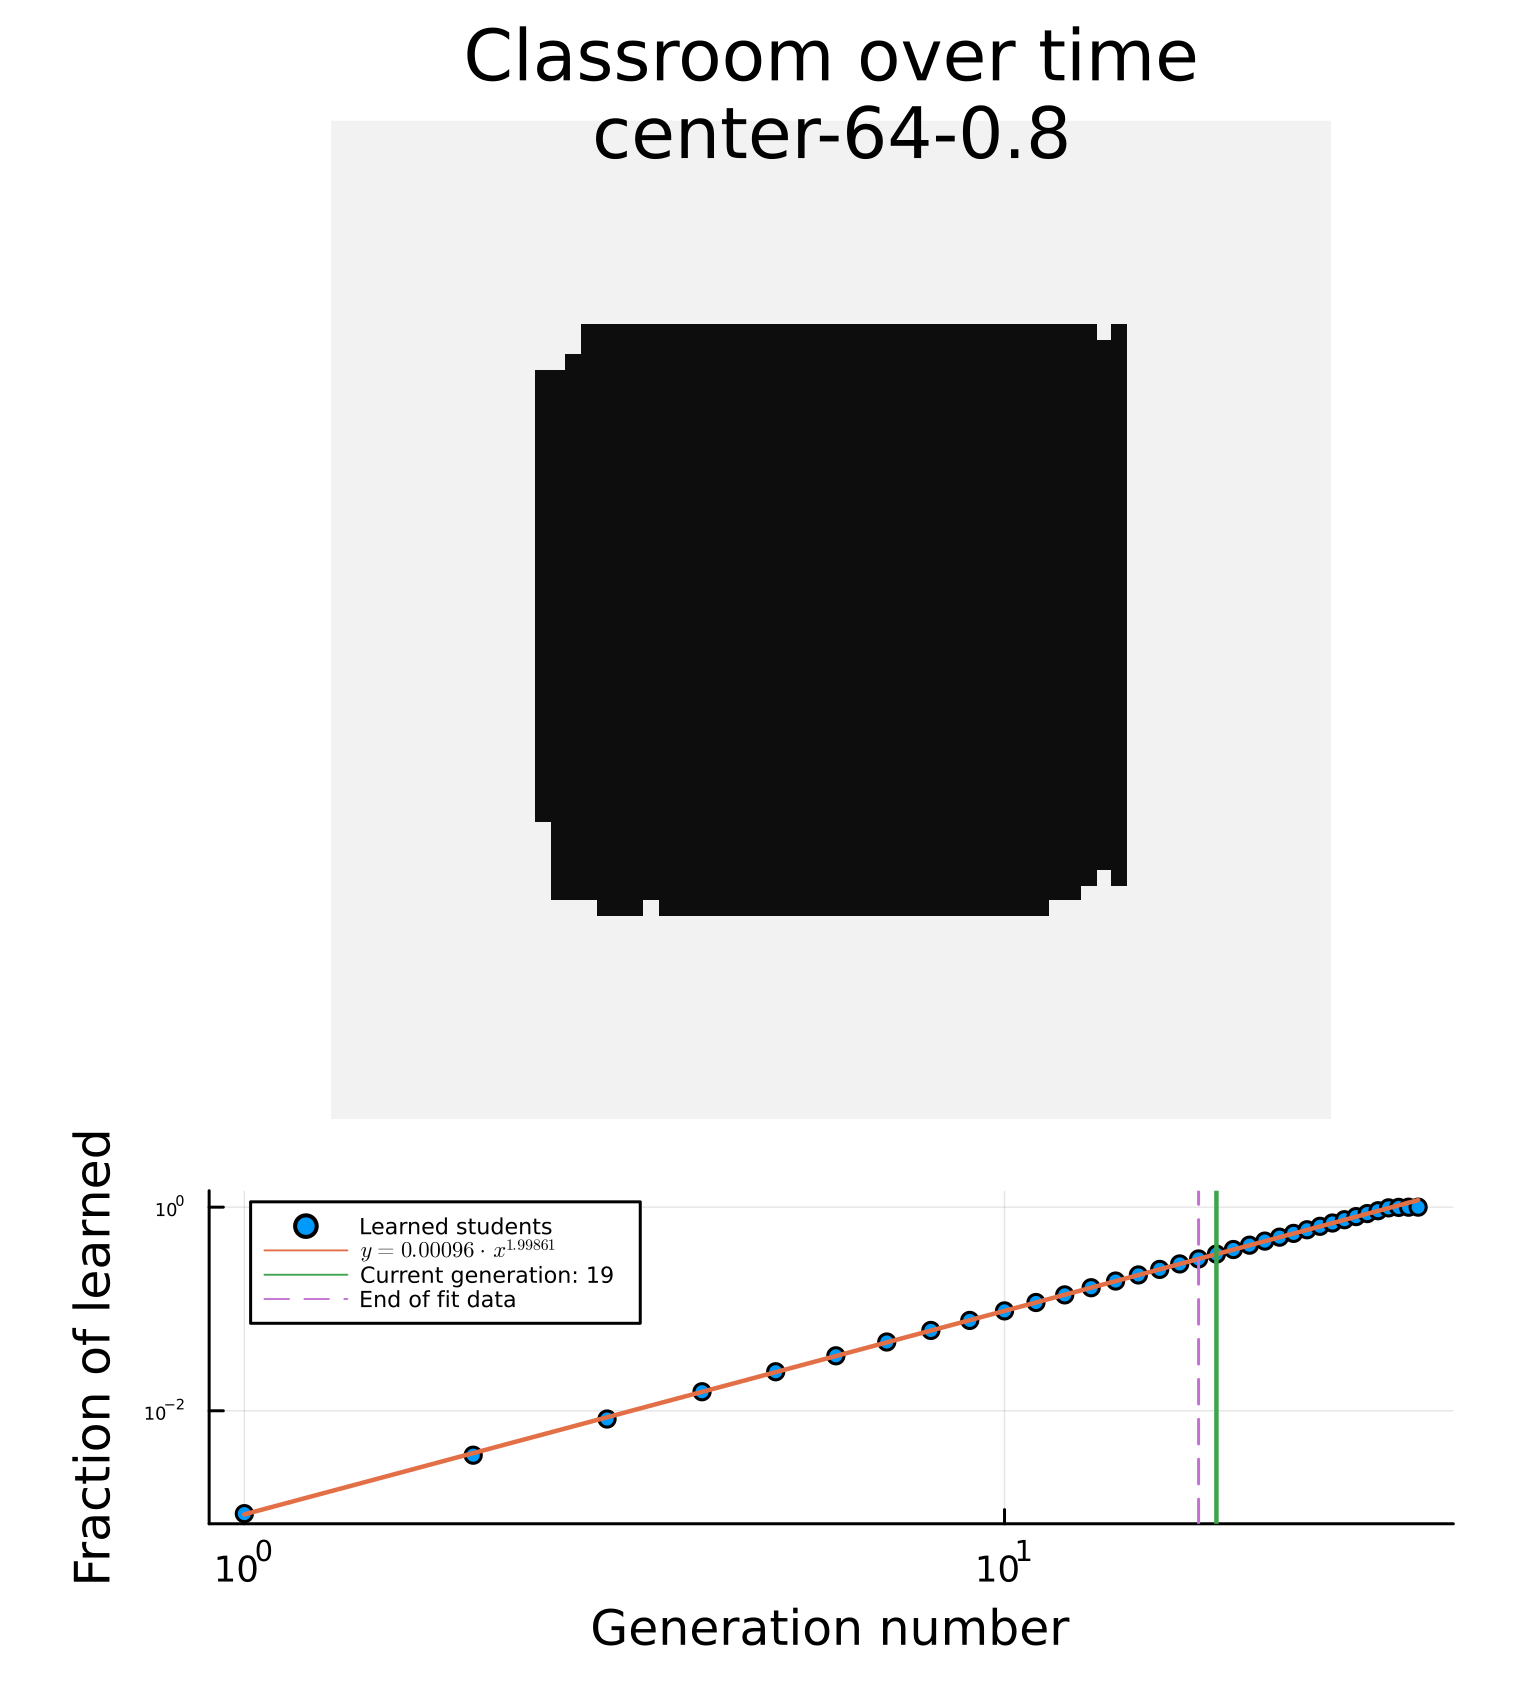 Classroom over time
center-64-0.8
Fraction of learned
10⁰
10⁻²
Learned students
y = 0.00096 · x^1.99861
Current generation: 19
End of fit data
10⁰
10¹
Generation number